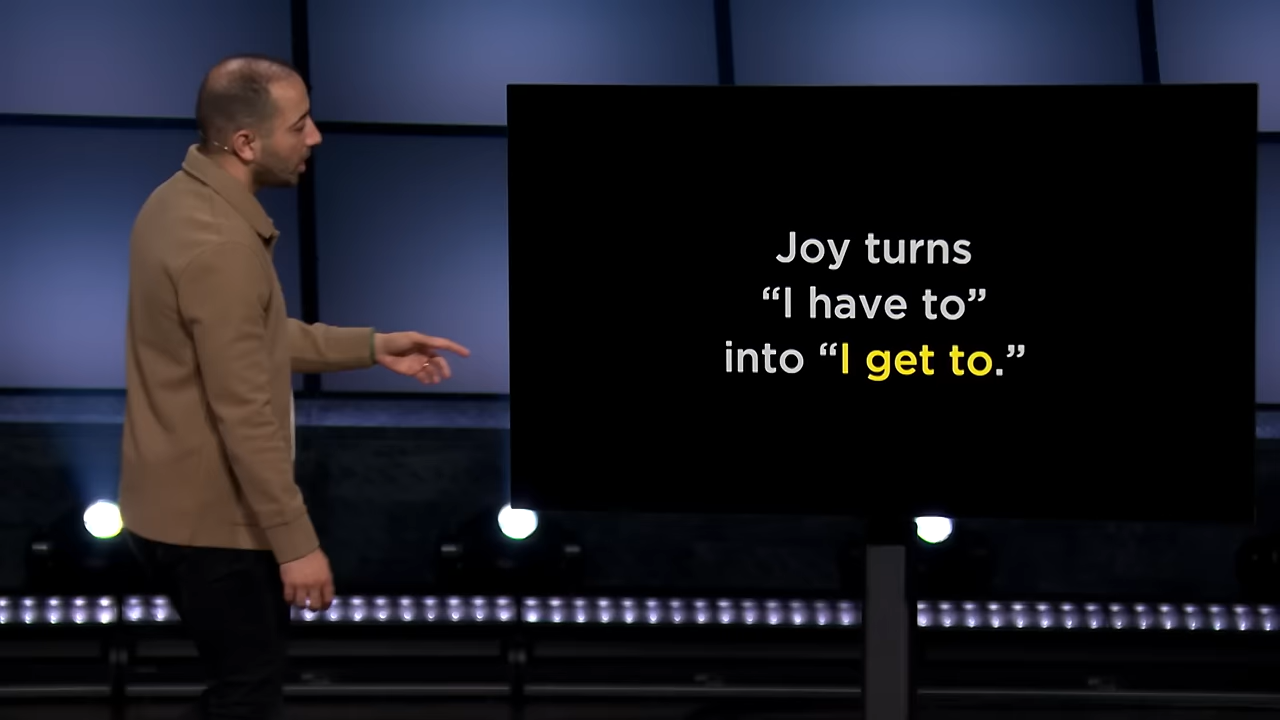 Joy turns
“I have to”
into “I get to.”